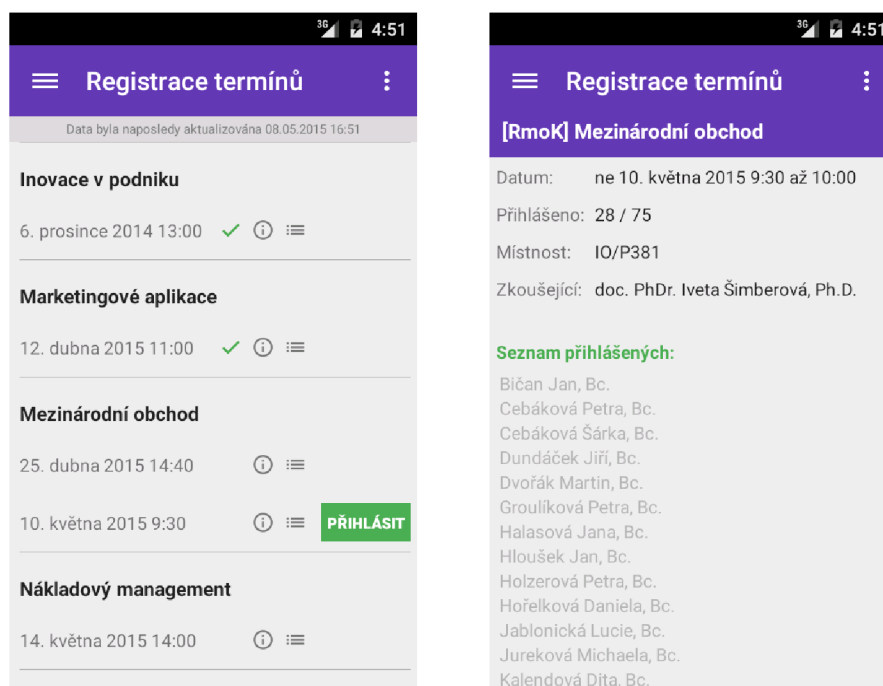 3G 4:51
Registrace termínů
Data byla naposledy aktualizována 08.05.2015 16:51
Inovace v podniku
6. prosince 2014 13:00
Marketingové aplikace
12. dubna 2015 11:00
Mezinárodní obchod
25. dubna 2015 14:40
10. května 2015 9:30 PŘIHLÁSIT
Nákladový management
14. května 2015 14:00
3G 4:51
Registrace termínů
[RmoK] Mezinárodní obchod
Datum: ne 10. května 2015 9:30 až 10:00
Přihlášeno: 28 / 75
Místnost: IO/P381
Zkoušející: doc. PhDr. Iveta Šimberová, Ph.D.
Seznam přihlášených:
Bičan Jan, Bc.
Cebáková Petra, Bc.
Cebáková Šárka, Bc.
Dundáček Jiří, Bc.
Dvořák Martin, Bc.
Groulíková Petra, Bc.
Halasová Jana, Bc.
Hloušek Jan, Bc.
Holzerová Petra, Bc.
Hořelková Daniela, Bc.
Jablonická Lucie, Bc.
Jureková Michaela, Bc.
Kalendová Dita, Bc.